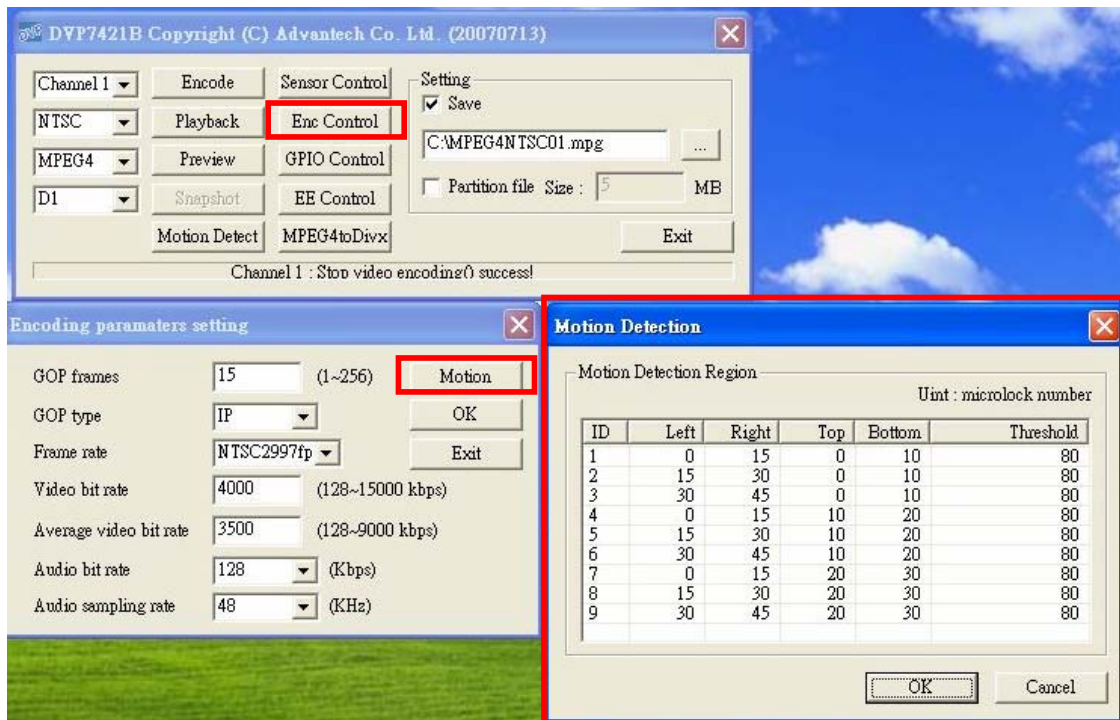 DVP7421B Copyright (C) Advantech Co. Ltd. (20070713)
Channel 1 Encode Sensor Control Setting
Save
NTSC Playback Enc Control
C:\MPEG4NTSC01.mpg ...
MPEG4 Preview GPIO Control
D1 Snapshot EE Control Partition file Size : 5 MB
Motion Detect MPEG4toDivx Exit
Channel 1 : Stop video encoding() success!
Encoding paramaters setting
GOP frames 15 (1~256) Motion
GOP type IP OK
Frame rate NTSC2997fp Exit
Video bit rate 4000 (128~15000 kbps)
Average video bit rate 3500 (128~9000 kbps)
Audio bit rate 128 (Kbps)
Audio sampling rate 48 (KHz)
Motion Detection
Motion Detection Region
Uint : microlock number
ID Left Right Top Bottom Threshold
1 0 15 0 10 80
2 15 30 0 10 80
3 30 45 0 10 80
4 0 15 10 20 80
5 15 30 10 20 80
6 30 45 10 20 80
7 0 15 20 30 80
8 15 30 20 30 80
9 30 45 20 30 80
OK Cancel